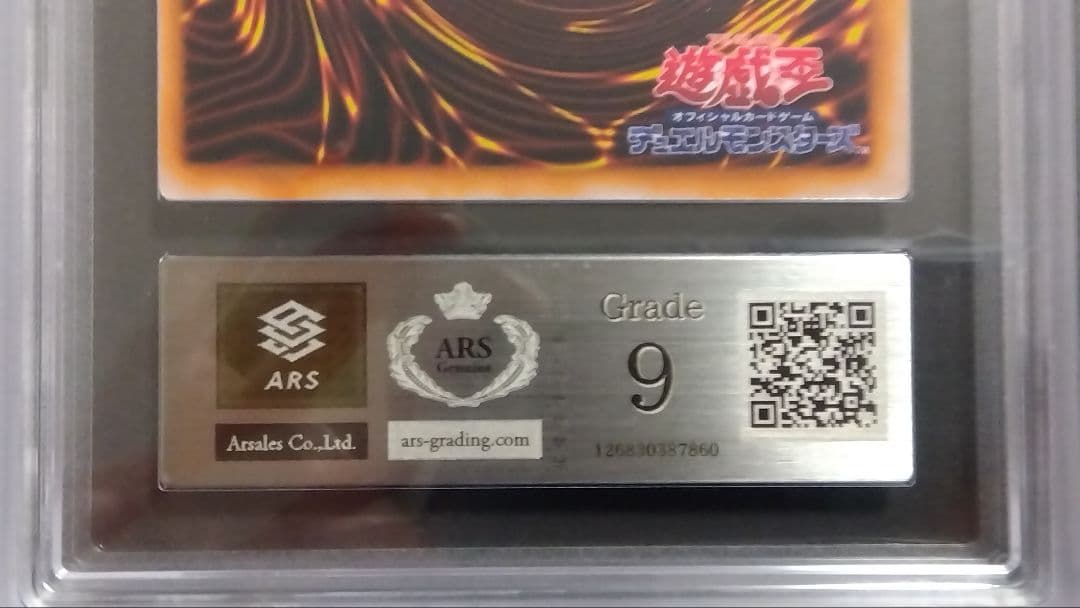 遊戯王
オフィシャルカードゲーム
デュエルモンスターズ
ARS
Arsales Co.,Ltd.
ARS
Genuine
ars-grading.com
Grade
9
126830387860